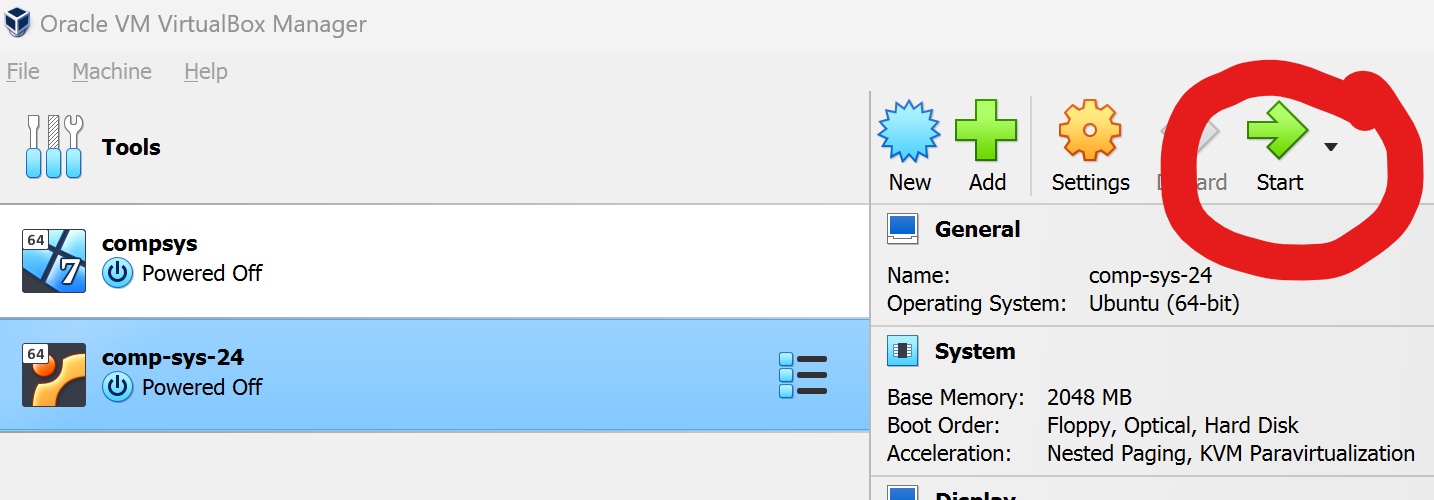 Oracle VM VirtualBox Manager
File Machine Help
Tools
New Add Settings Start
64
7
compsys
Powered Off
64
comp-sys-24
Powered Off
General
Name: comp-sys-24
Operating System: Ubuntu (64-bit)
System
Base Memory: 2048 MB
Boot Order: Floppy, Optical, Hard Disk
Acceleration: Nested Paging, KVM Paravirtualization
Display